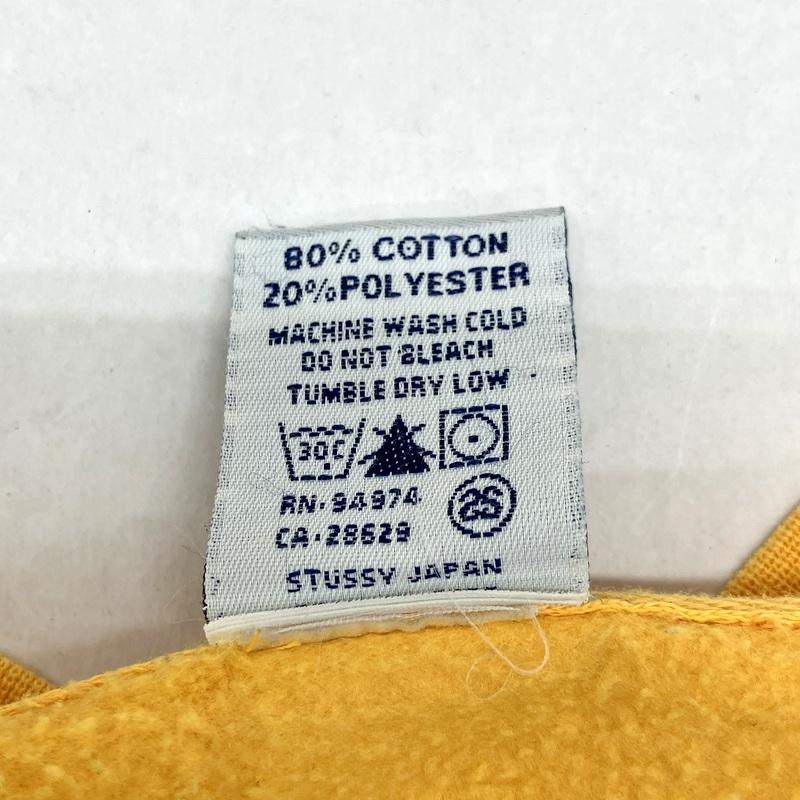 80% COTTON
20% POLYESTER
MACHINE WASH COLD
DO NOT BLEACH
TUMBLE DRY LOW
30C
RN·94974
CA·28629
2S
STUSSY JAPAN